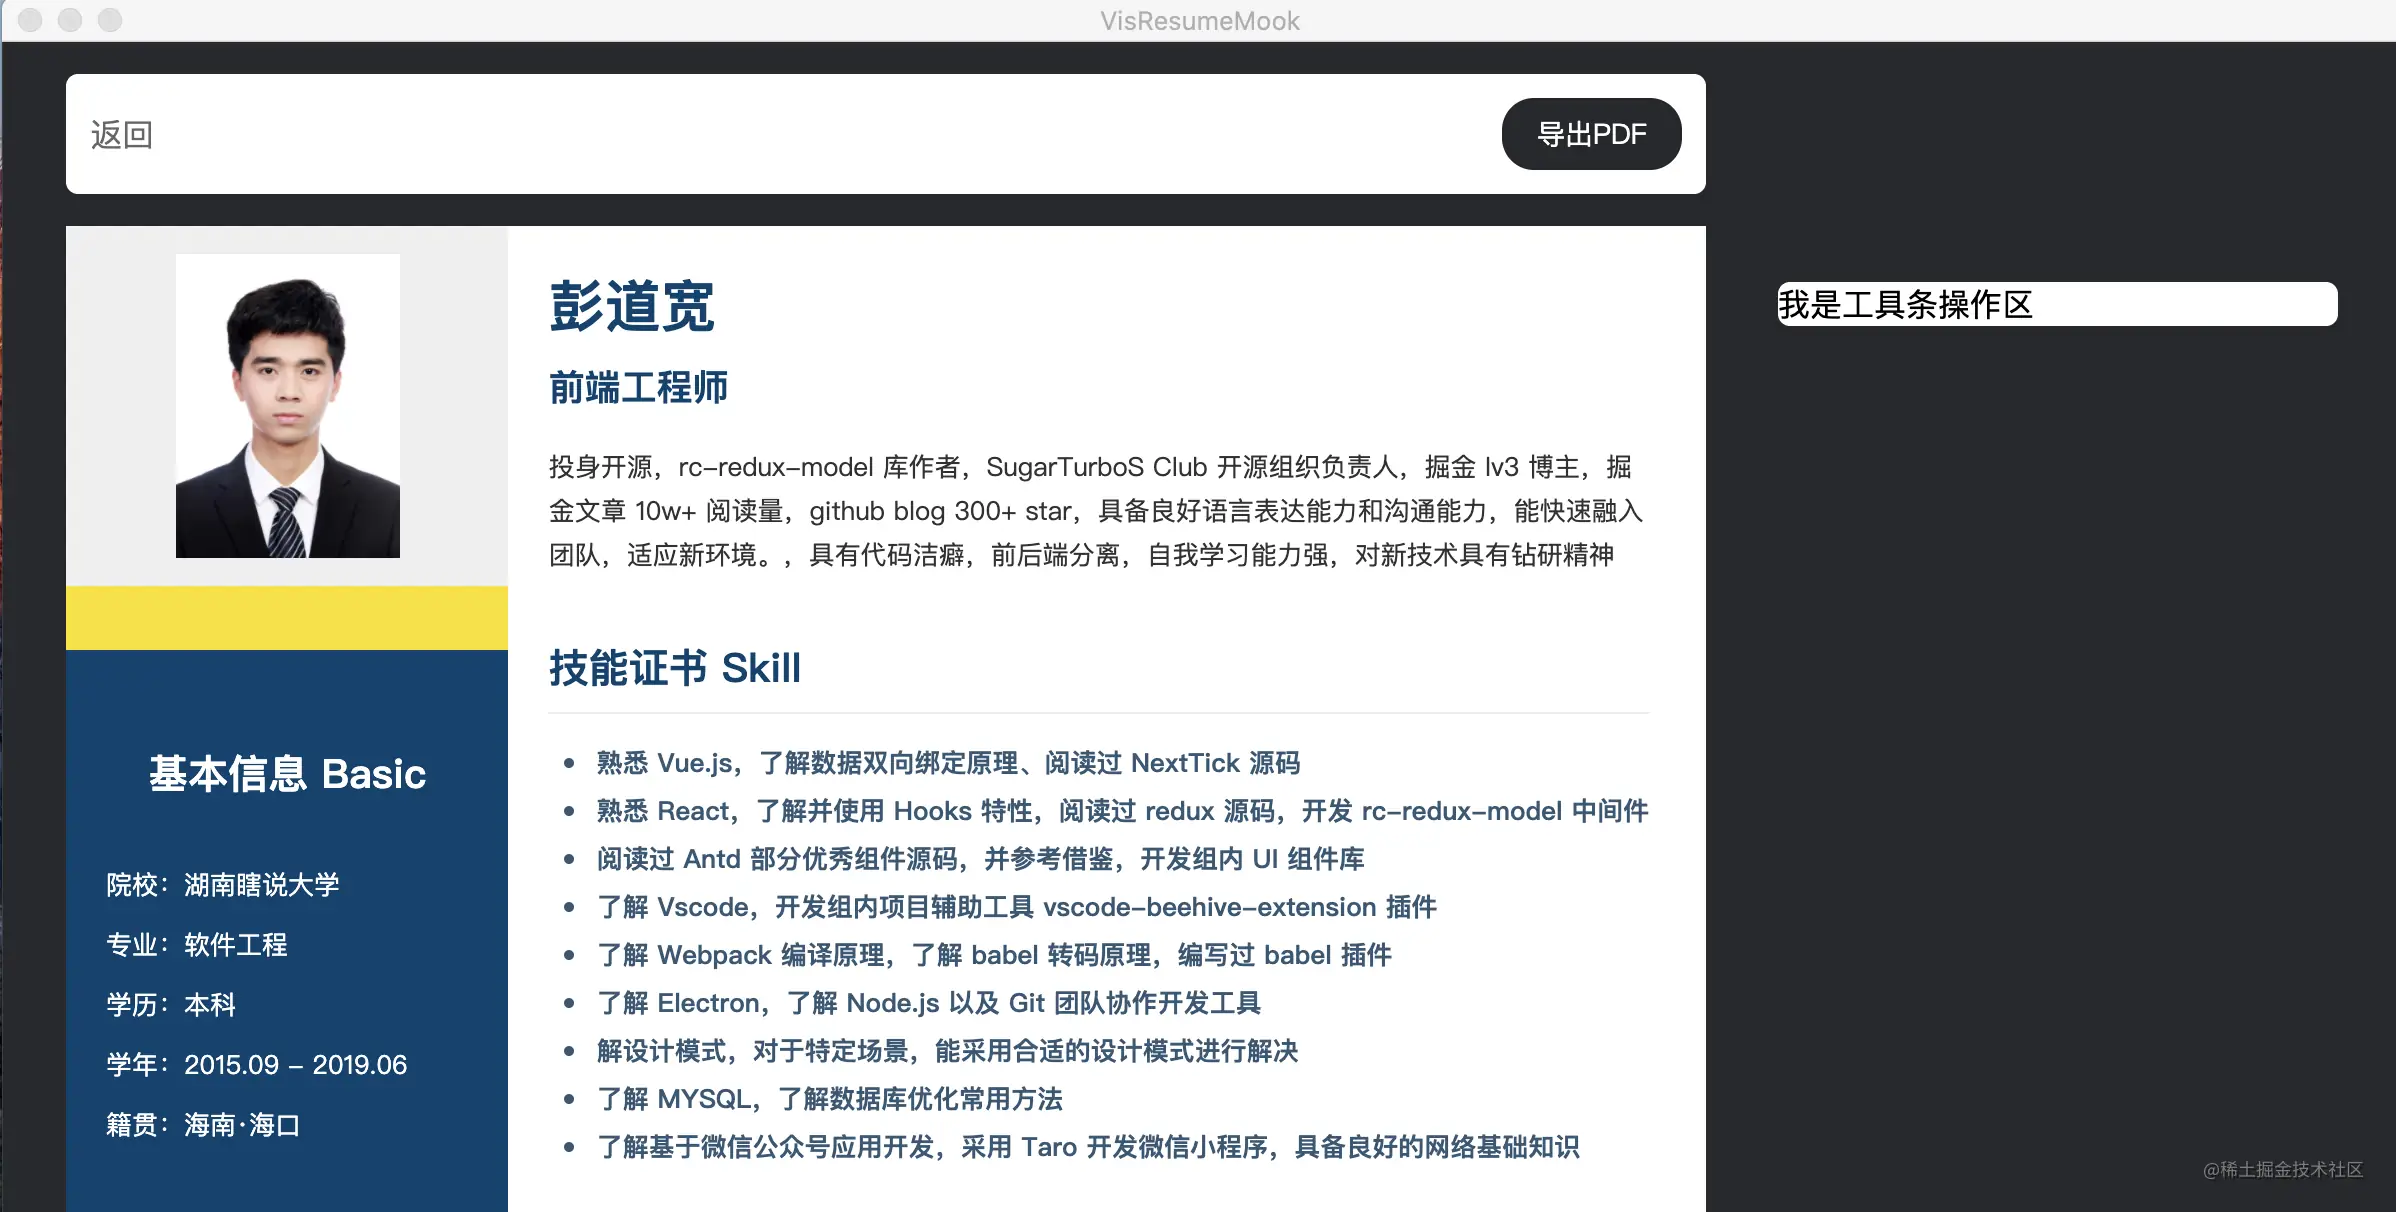 VisResumeMook
返回
导出PDF
我是工具条操作区
彭道宽
前端工程师
投身开源，rc-redux-model 库作者，SugarTurboS Club 开源组织负责人，掘金 lv3 博主，掘
金文章 10w+ 阅读量，github blog 300+ star，具备良好语言表达能力和沟通能力，能快速融入
团队，适应新环境。，具有代码洁癖，前后端分离，自我学习能力强，对新技术具有钻研精神
技能证书 Skill
• 熟悉 Vue.js，了解数据双向绑定原理、阅读过 NextTick 源码
• 熟悉 React，了解并使用 Hooks 特性，阅读过 redux 源码，开发 rc-redux-model 中间件
• 阅读过 Antd 部分优秀组件源码，并参考借鉴，开发组内 UI 组件库
• 了解 Vscode，开发组内项目辅助工具 vscode-beehive-extension 插件
• 了解 Webpack 编译原理，了解 babel 转码原理，编写过 babel 插件
• 了解 Electron，了解 Node.js 以及 Git 团队协作开发工具
• 解设计模式，对于特定场景，能采用合适的设计模式进行解决
• 了解 MYSQL，了解数据库优化常用方法
• 了解基于微信公众号应用开发，采用 Taro 开发微信小程序，具备良好的网络基础知识
基本信息 Basic
院校：湖南瞎说大学
专业：软件工程
学历：本科
学年：2015.09 - 2019.06
籍贯：海南·海口
@稀土掘金技术社区